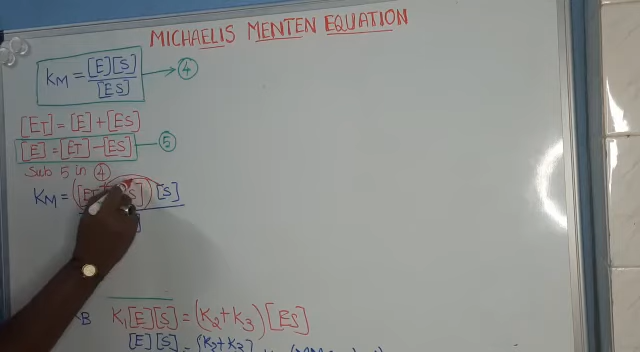 MICHAELIS MENTEN EQUATION
KM = [E][S] / [ES] → 4
[ET] = [E] + [ES]
[E] = [ET] - [ES] — 5
Sub 5 in 4
KM = ([ET] S]) [S]
K1[E][S] = (K2+K3)[ES]
[E][S] = (K2+K3)